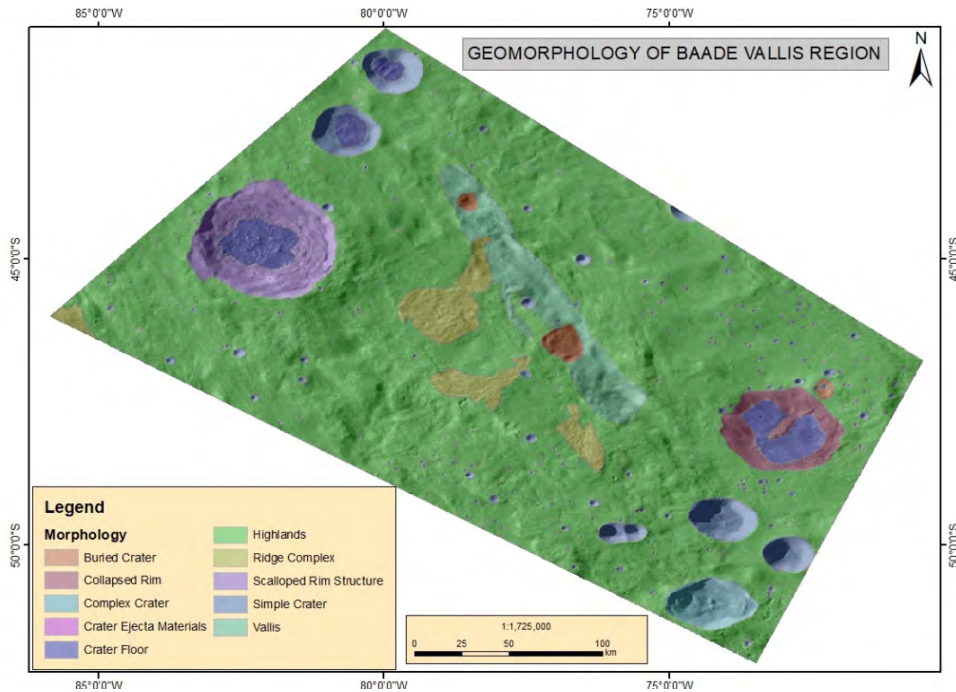 85°0'0"W 80°0'0"W 75°0'0"W
GEOMORPHOLOGY OF BAADE VALLIS REGION
N
45°0'0"S 45°0'0"S
50°0'0"S 50°0'0"S
Legend
Morphology
Buried Crater
Collapsed Rim
Complex Crater
Crater Ejecta Materials
Crater Floor
Highlands
Ridge Complex
Scalloped Rim Structure
Simple Crater
Vallis
1:1,725,000
0 25 50 100
km
85°0'0"W 80°0'0"W 75°0'0"W